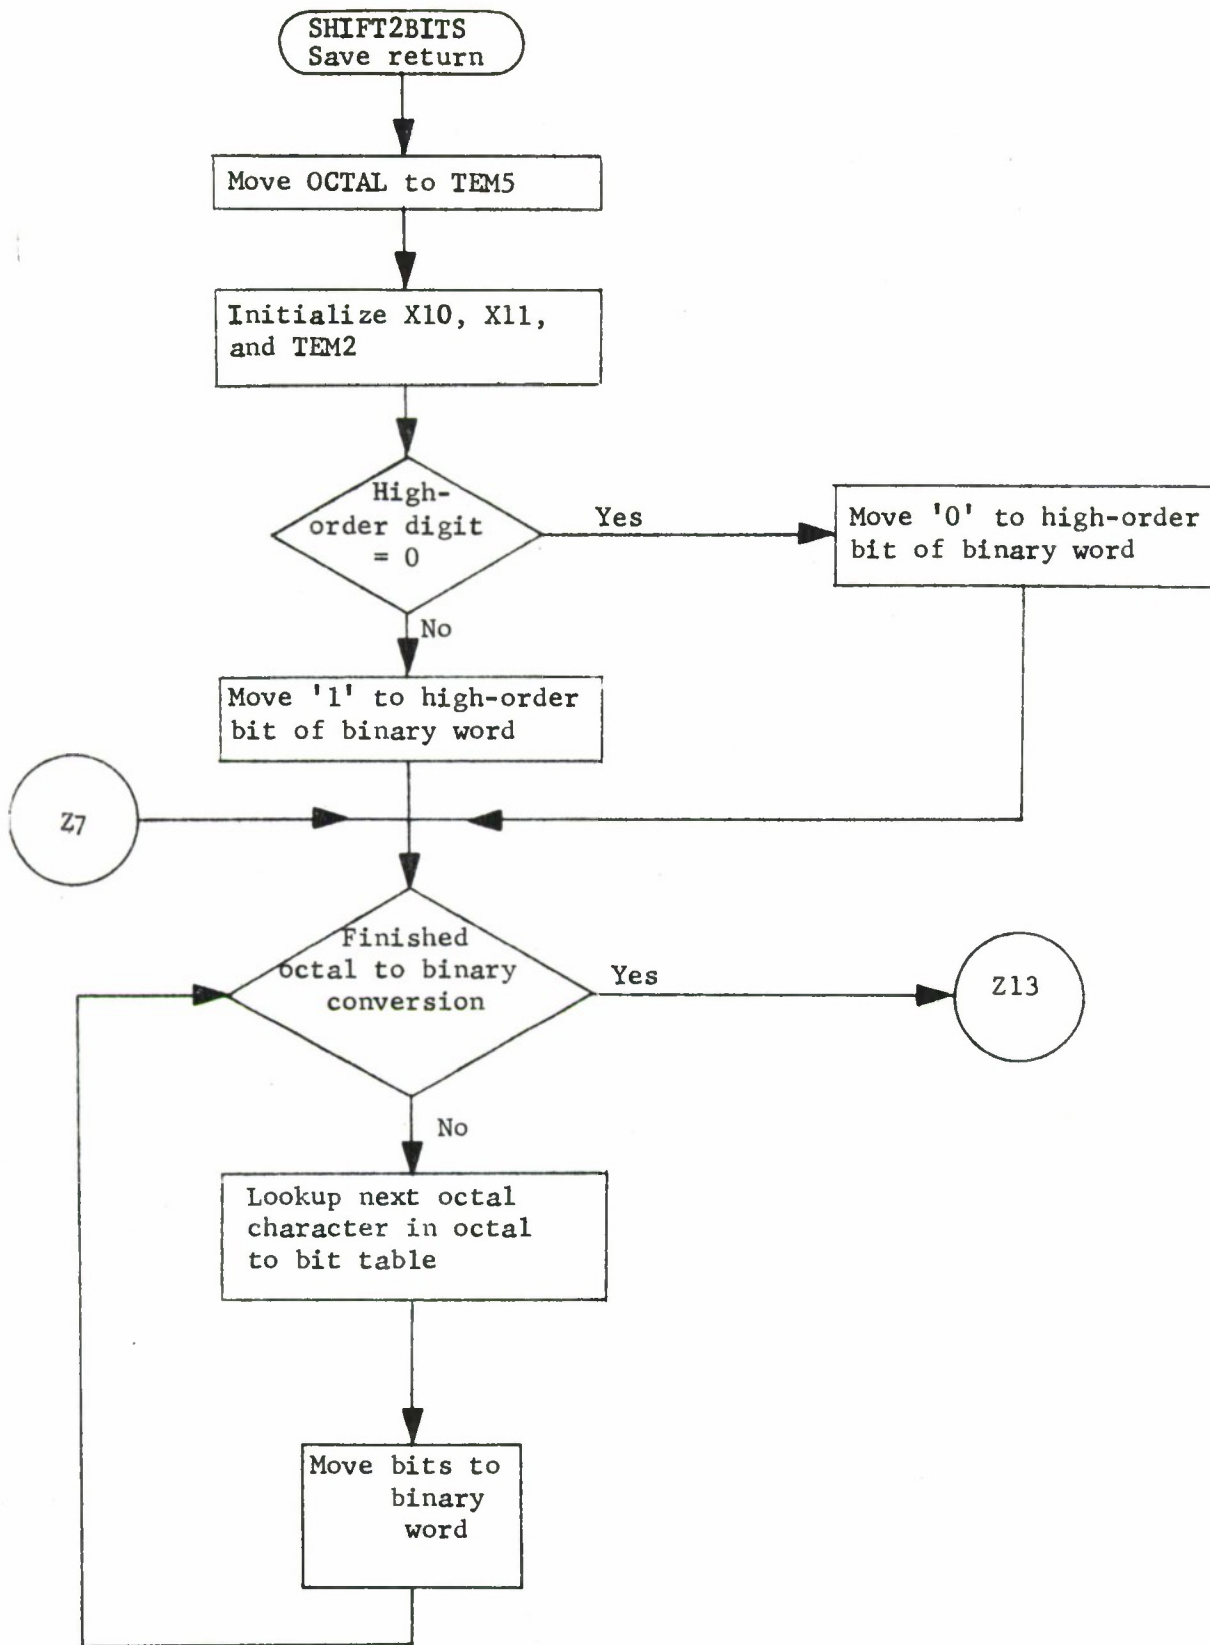 SHIFT2BITS
Save return
Move OCTAL to TEM5
Initialize X10, X11,
and TEM2
High-
order digit
= 0
Yes
Move '0' to high-order
bit of binary word
No
Move '1' to high-order
bit of binary word
Z7
Finished
octal to binary
conversion
Yes
Z13
No
Lookup next octal
character in octal
to bit table
Move bits to
binary
word